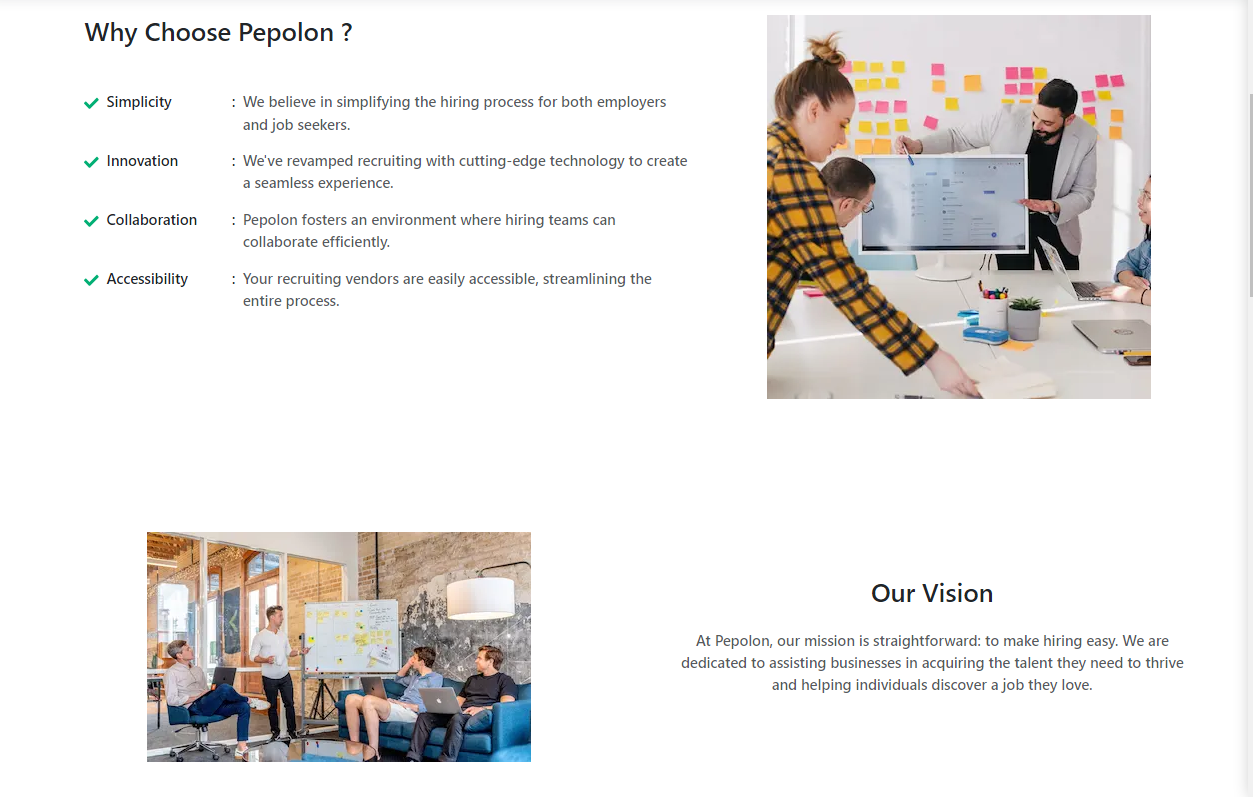 Why Choose Pepolon ?
Simplicity : We believe in simplifying the hiring process for both employers
and job seekers.
Innovation : We've revamped recruiting with cutting-edge technology to create
a seamless experience.
Collaboration : Pepolon fosters an environment where hiring teams can
collaborate efficiently.
Accessibility : Your recruiting vendors are easily accessible, streamlining the
entire process.
Our Vision
At Pepolon, our mission is straightforward: to make hiring easy. We are
dedicated to assisting businesses in acquiring the talent they need to thrive
and helping individuals discover a job they love.